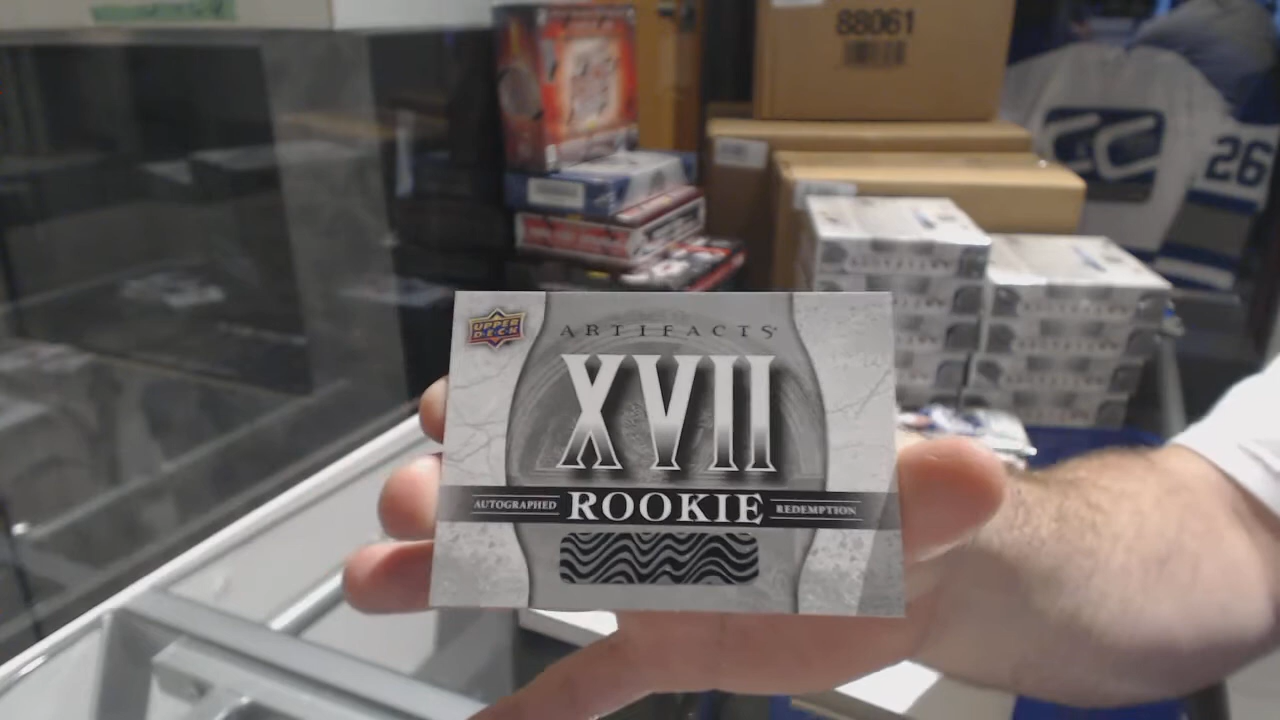 88061
26
UPPER
DECK
ARTIFACTS
XVII
AUTOGRAPHED ROOKIE REDEMPTION